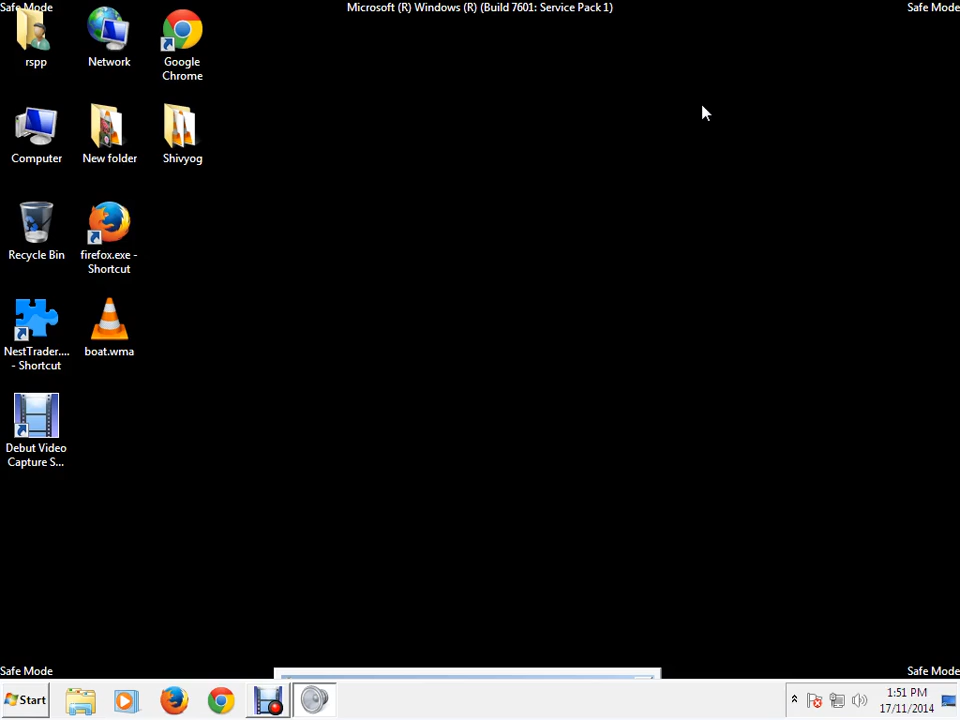 Safe Mode
Microsoft (R) Windows (R) (Build 7601: Service Pack 1)
Safe Mode
rspp
Network
Google
Chrome
Computer
New folder
Shivyog
Recycle Bin
firefox.exe -
Shortcut
NestTrader....
- Shortcut
boat.wma
Debut Video
Capture S...
Safe Mode
Safe Mode
Start
1:51 PM
17/11/2014